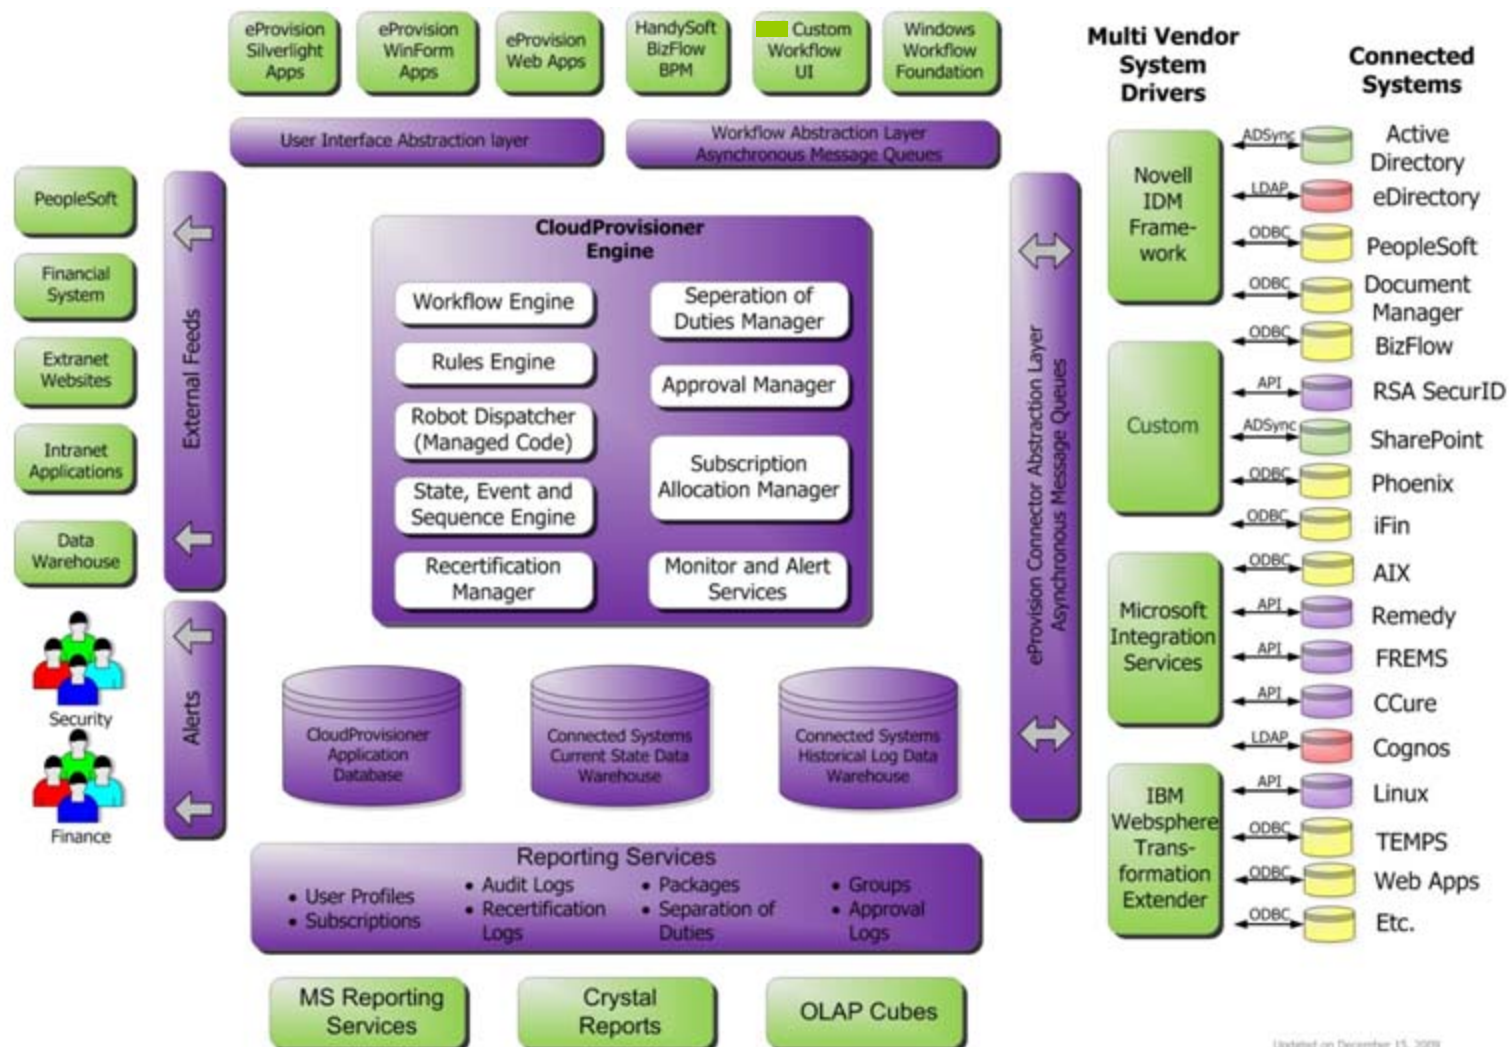 eProvision
Silverlight
Apps
eProvision
WinForm
Apps
eProvision
Web Apps
HandySoft
BizFlow
BPM
Custom
Workflow
UI
Windows
Workflow
Foundation
User Interface Abstraction layer
Workflow Abstraction Layer
Asynchronous Message Queues
PeopleSoft
Financial
System
Extranet
Websites
Intranet
Applications
Data
Warehouse
External Feeds
Security
Finance
Alerts
CloudProvisioner
Engine
Workflow Engine
Rules Engine
Robot Dispatcher
(Managed Code)
State, Event and
Sequence Engine
Recertification
Manager
Seperation of
Duties Manager
Approval Manager
Subscription
Allocation Manager
Monitor and Alert
Services
CloudProvisioner
Application
Database
Connected Systems
Current State Data
Warehouse
Connected Systems
Historical Log Data
Warehouse
Reporting Services
• User Profiles
• Subscriptions
• Audit Logs
• Recertification
Logs
• Packages
• Separation of
Duties
• Groups
• Approval
Logs
MS Reporting
Services
Crystal
Reports
OLAP Cubes
eProvision Connector Abstraction Layer
Asynchronous Message Queues
Multi Vendor
System
Drivers
Novell
IDM
Frame-
work
Custom
Microsoft
Integration
Services
IBM
Websphere
Trans-
formation
Extender
Connected
Systems
ADSync
Active
Directory
LDAP
eDirectory
ODBC
PeopleSoft
ODBC
Document
Manager
ODBC
BizFlow
API
RSA SecurID
ADSync
SharePoint
ODBC
Phoenix
ODBC
iFin
ODBC
AIX
API
Remedy
API
FREMS
API
CCure
LDAP
Cognos
API
Linux
ODBC
TEMPS
ODBC
Web Apps
ODBC
Etc.
Updated on December 15, 2009